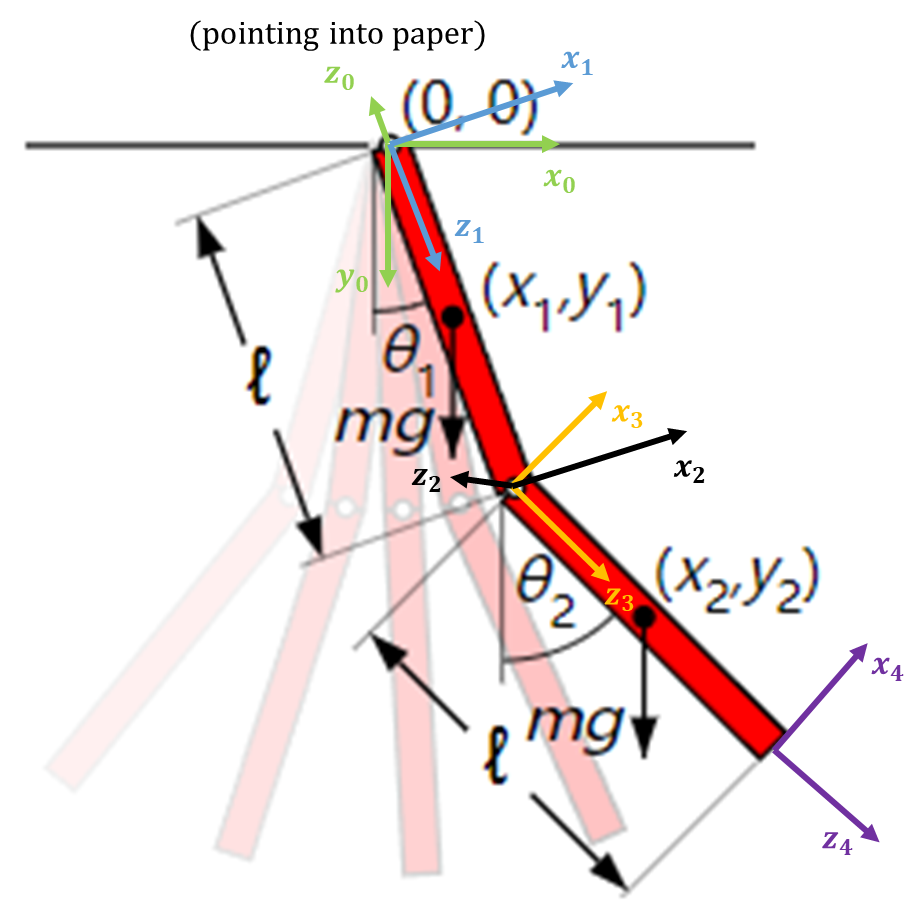 (pointing into paper)
z₀
x₁
(0, 0)
x₀
z₁
y₀
(x₁,y₁)
θ₁
ℓ
mg
x₃
z₂
x₂
θ₂
z₃
(x₂,y₂)
x₄
mg
ℓ
z₄